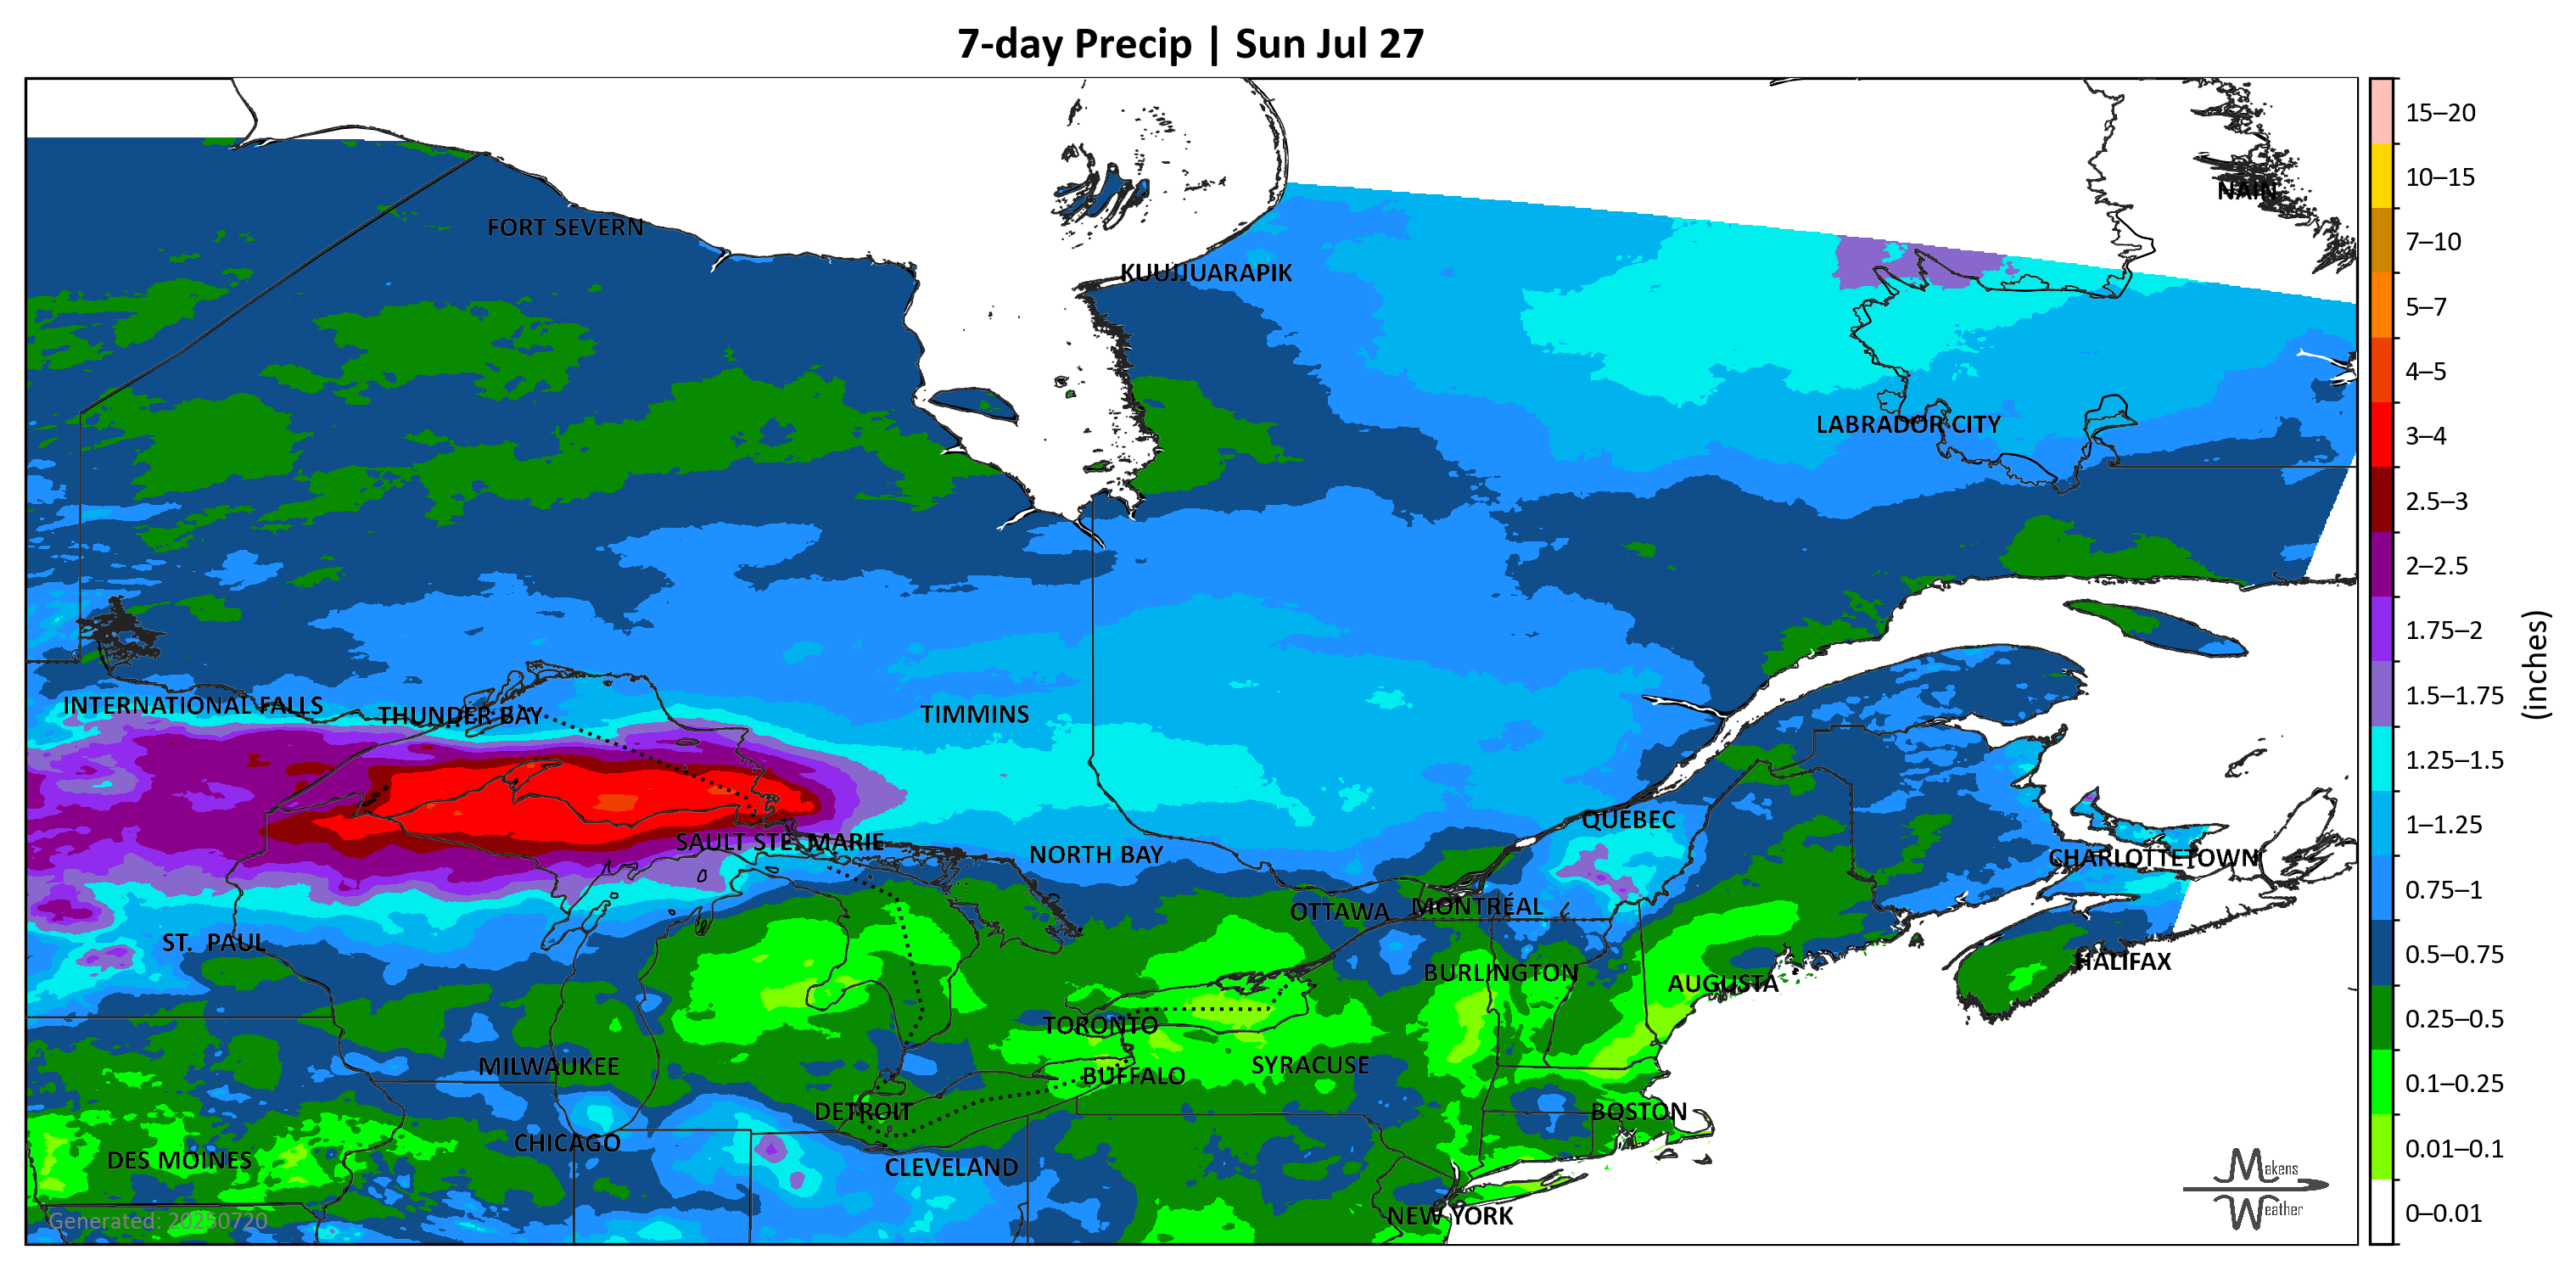 7-day Precip | Sun Jul 27
15–20
NAIN
10–15
FORT SEVERN
7–10
KUUJJUARAPIK
5–7
4–5
LABRADOR CITY
3–4
2.5–3
2–2.5
1.75–2
(inches)
INTERNATIONAL FALLS
THUNDER BAY
TIMMINS
1.5–1.75
1.25–1.5
QUEBEC
1–1.25
SAULT STE. MARIE
NORTH BAY
CHARLOTTETOWN
0.75–1
OTTAWA
MONTRÉAL
ST. PAUL
0.5–0.75
HALIFAX
BURLINGTON
AUGUSTA
TORONTO
0.25–0.5
MILWAUKEE
SYRACUSE
BUFFALO
0.1–0.25
DETROIT
BOSTON
CHICAGO
0.01–0.1
DES MOINES
CLEVELAND
Makens
Weather
0–0.01
NEW YORK
Generated: 20250720